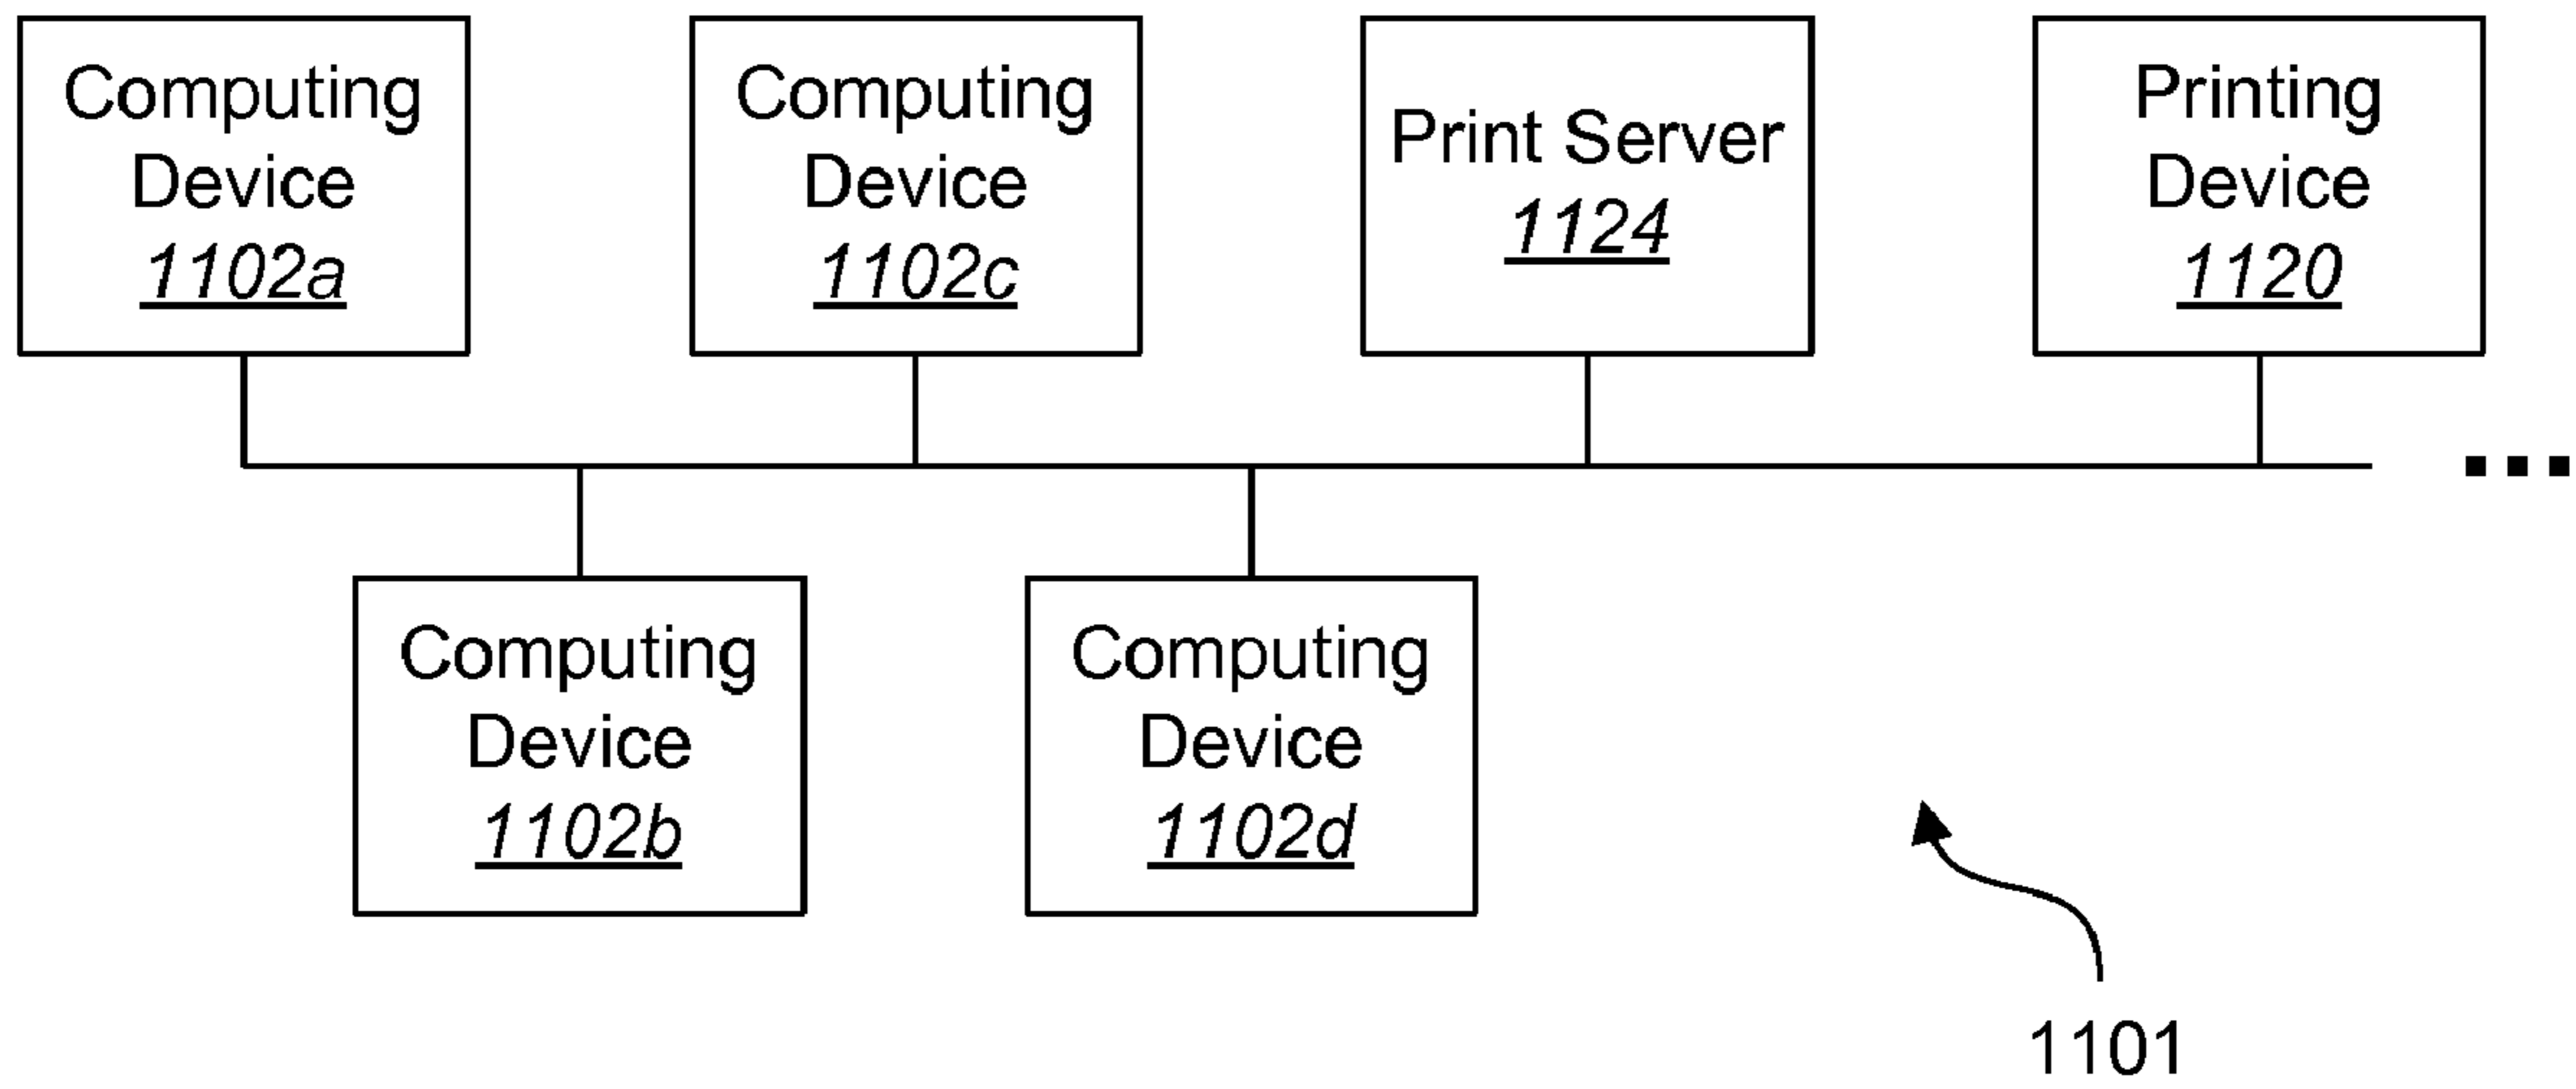 Computing
Device
1102a
Computing
Device
1102c
Print Server
1124
Printing
Device
1120
Computing
Device
1102b
Computing
Device
1102d
1101